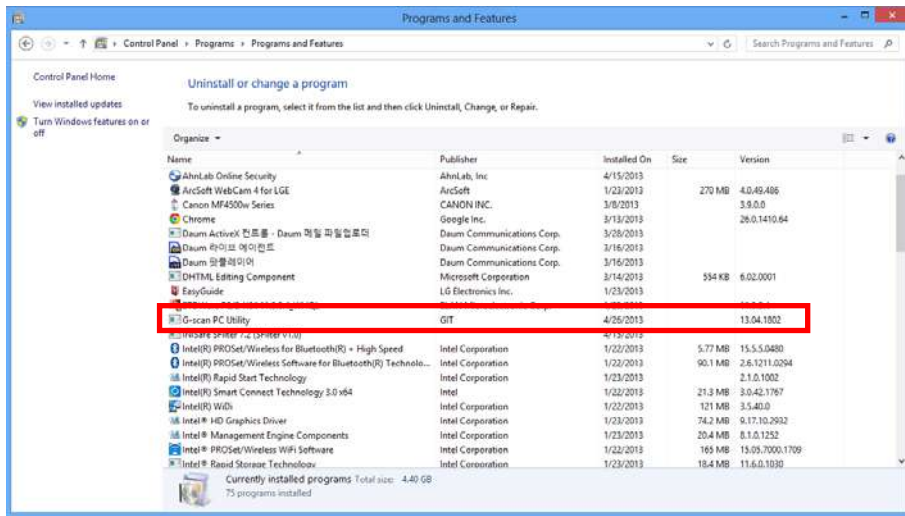 Programs and Features
Control Panel ▸ Programs ▸ Programs and Features
Search Programs and Features
Control Panel Home
View installed updates
Turn Windows features on or off
Uninstall or change a program
To uninstall a program, select it from the list and then click Uninstall, Change, or Repair.
Organize
Name Publisher Installed On Size Version
AhnLab Online Security AhnLab, Inc 4/15/2013
ArcSoft WebCam 4 for LGE ArcSoft 1/23/2013 270 MB 4.0.49.486
Canon MF4500w Series CANON INC. 3/8/2013 3.9.0.0
Chrome Google Inc. 3/13/2013 26.0.1410.64
Daum ActiveX 컨트롤 - Daum 메일 파일업로더 Daum Communications Corp. 3/28/2013
Daum 라이브 에이전트 Daum Communications Corp. 3/16/2013
Daum 팟플레이어 Daum Communications Corp. 3/16/2013
DHTML Editing Component Microsoft Corporation 3/14/2013 554 KB 6.02.0001
EasyGuide LG Electronics Inc. 1/23/2013
G-scan PC Utility GIT 4/26/2013 13.04.1802
Intel(R) PROSet/Wireless for Bluetooth(R) + High Speed Intel Corporation 1/22/2013 5.77 MB 15.5.5.0480
Intel(R) PROSet/Wireless Software for Bluetooth(R) Technolo... Intel Corporation 1/22/2013 90.1 MB 2.6.1211.0294
Intel(R) Rapid Start Technology Intel Corporation 1/23/2013 2.1.0.1002
Intel(R) Smart Connect Technology 3.0 x64 Intel 1/22/2013 21.3 MB 3.0.42.1767
Intel(R) WiDi Intel Corporation 1/22/2013 121 MB 3.5.40.0
Intel® HD Graphics Driver Intel Corporation 1/23/2013 74.2 MB 9.17.10.2932
Intel® Management Engine Components Intel Corporation 1/23/2013 20.4 MB 8.1.0.1252
Intel® PROSet/Wireless WiFi Software Intel Corporation 1/22/2013 165 MB 15.05.7000.1709
Intel® Rapid Storage Technology Intel Corporation 1/23/2013 18.4 MB 11.6.0.1030
Currently installed programs Total size: 4.40 GB
75 programs installed